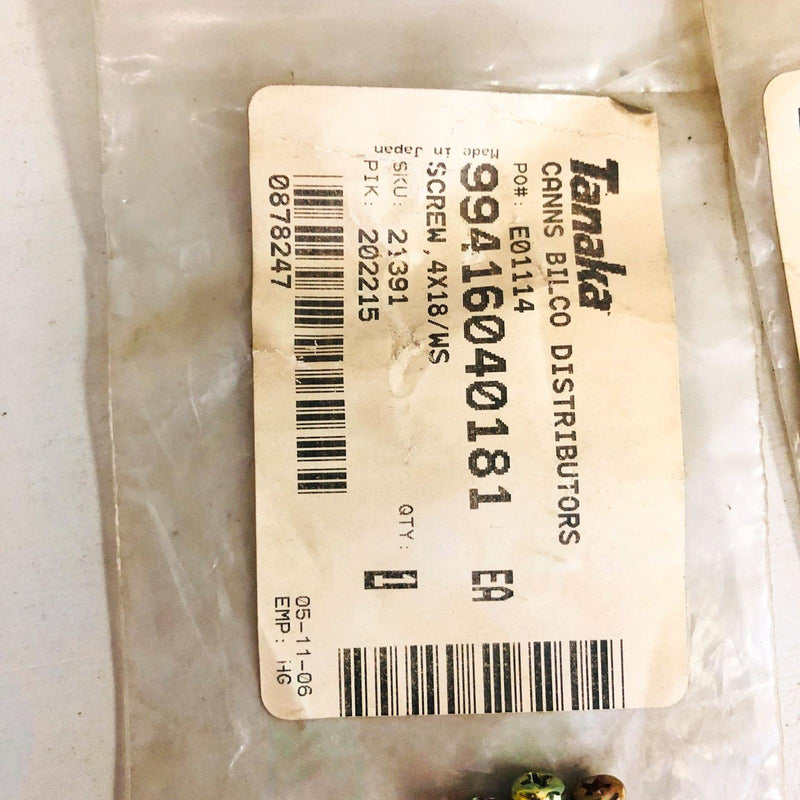 Tanaka
CANNS BILCO DISTRIBUTORS
PO#: E01114
99416040181 EA
Made in Japan
SCREW ,4X18/WS
SKU: 21391 QTY: 1
PIK: 202215
0878247
05-11-06
EMP: HG